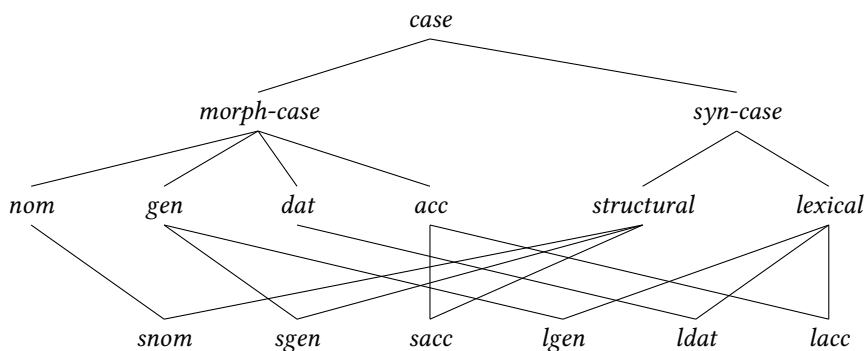 case
morph-case syn-case
nom gen dat acc structural lexical
snom sgen sacc lgen ldat lacc